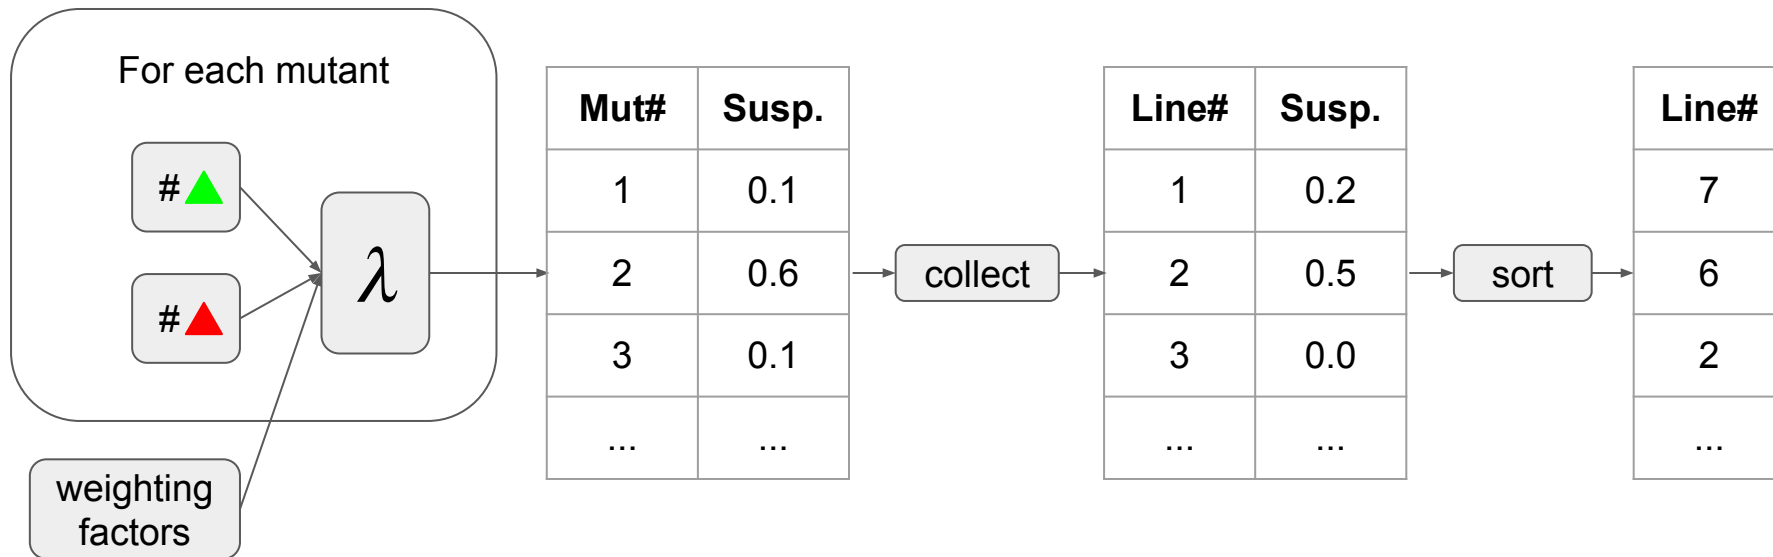 For each mutant
#
#
λ
weighting
factors
Mut# Susp.
1 0.1
2 0.6
3 0.1
... ...
collect
Line# Susp.
1 0.2
2 0.5
3 0.0
... ...
sort
Line#
7
6
2
...